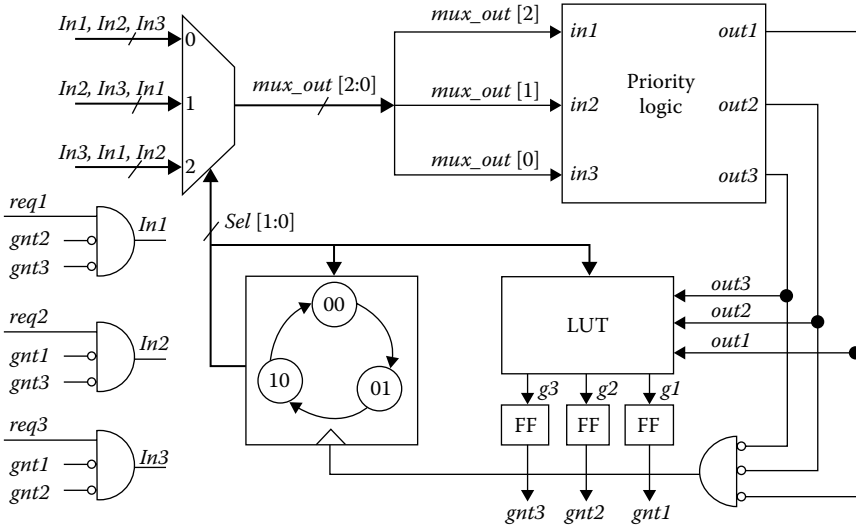 In1, In2, In3
0
In2, In3, In1
1
In3, In1, In2
2
mux_out [2:0]
mux_out [2]
mux_out [1]
mux_out [0]
in1
in2
in3
Priority
logic
out1
out2
out3
req1
gnt2
gnt3
In1
req2
gnt1
gnt3
In2
req3
gnt1
gnt2
In3
Sel [1:0]
00
10
01
LUT
out3
out2
out1
g3
g2
g1
FF
FF
FF
gnt3
gnt2
gnt1